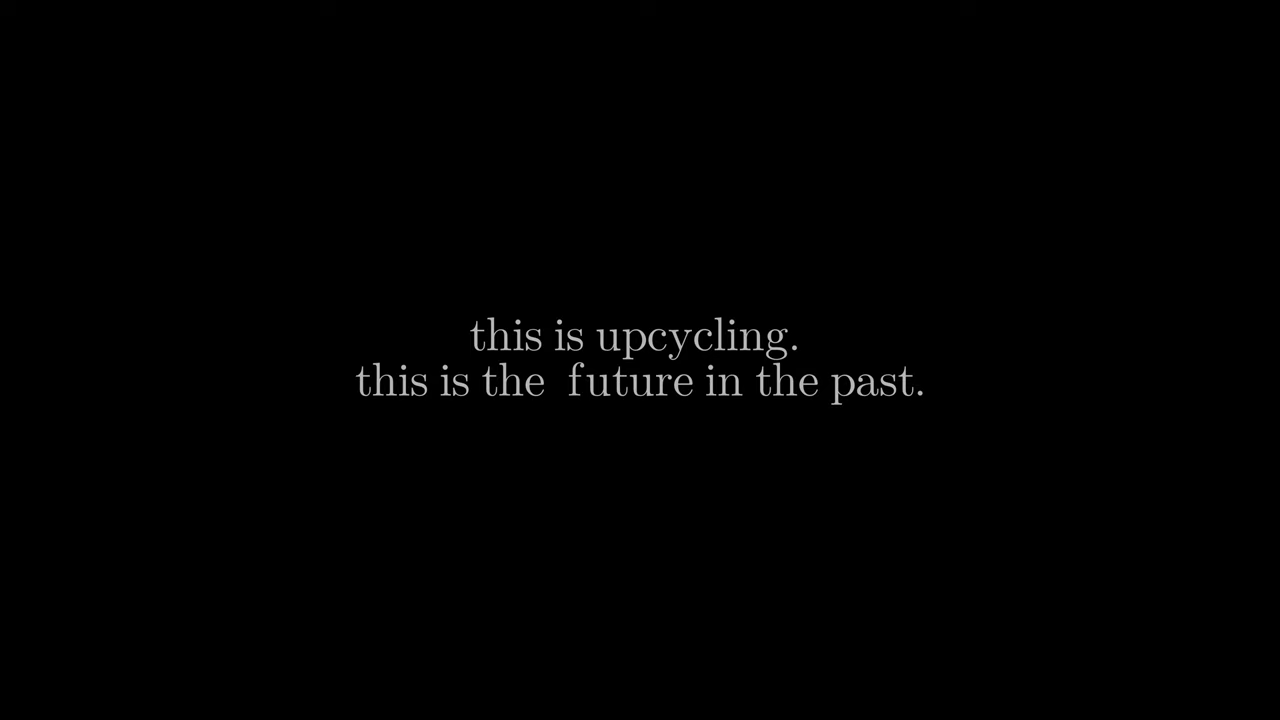 this is upcycling.
this is the future in the past.